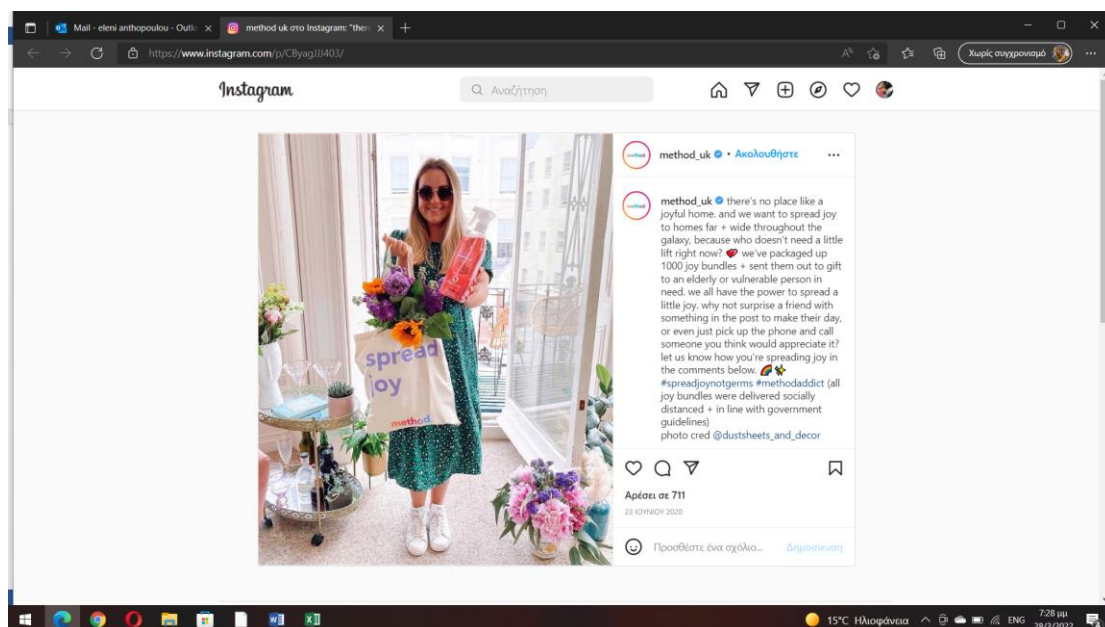 Mail - eleni anthopoulou - Outlo
method uk στο Instagram: "ther
https://www.instagram.com/p/CByagJJJ403/
Χωρίς συγχρονισμό
Instagram
Αναζήτηση
method_uk • Ακολουθήστε
method_uk there's no place like a
joyful home. and we want to spread joy
to homes far + wide throughout the
galaxy, because who doesn't need a little
lift right now? we've packaged up
1000 joy bundles + sent them out to gift
to an elderly or vulnerable person in
need. we all have the power to spread a
little joy. why not surprise a friend with
something in the post to make their day,
or even just pick up the phone and call
someone you think would appreciate it?
let us know how you're spreading joy in
the comments below.
#spreadjoynotgerms #methodaddict (all
joy bundles were delivered socially
distanced + in line with government
guidelines)
photo cred @dustsheets_and_decor
spread
joy
method
Αρέσει σε 711
23 ΙΟΥΝΙΟΥ 2020
Προσθέστε ένα σχόλιο...
Δημοσίευση
15°C Ηλιοφάνεια
ENG
7:28 μμ
28/3/2022